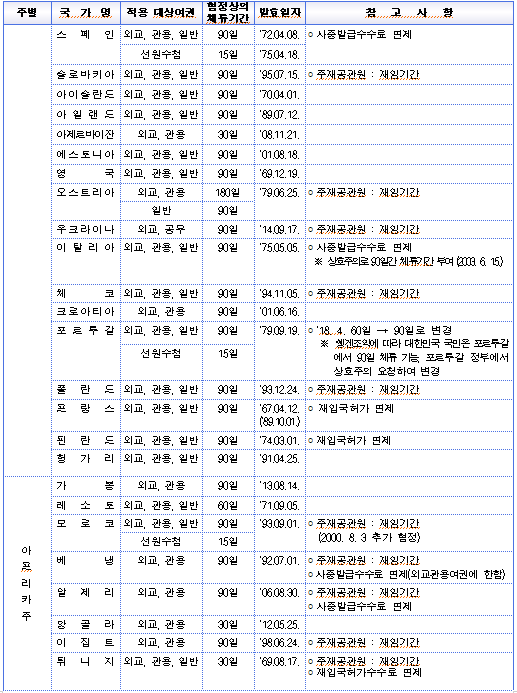 주별 국 가 명 적용 대상여권 협정상의 체류기간 발효일자 참 고 사 항
스 페 인 외교, 관용, 일반 90일 '72.04.08. ○ 사증발급수수료 면제
선원수첩 15일 '75.04.18.
슬로바키아 외교, 관용, 일반 90일 '95.07.15. ○ 주재공관원 : 재임기간
아이슬란드 외교, 관용, 일반 90일 '70.04.01.
아 일 랜 드 외교, 관용, 일반 90일 '89.07.12.
아제르바이잔 외교, 관용 30일 '08.11.21.
에스토니아 외교, 관용, 일반 90일 '01.08.18.
영 국 외교, 관용, 일반 90일 '69.12.19.
오스트리아 외교, 관용 180일 '79.06.25. ○ 주재공관원 : 재임기간
일반 90일
우크라이나 외교, 공무 90일 '14.09.17. ○ 주재공관원 : 재임기간
이 탈 리 아 외교, 관용, 일반 90일 '75.05.05. ○ 사증발급수수료 면제
※ 상호주의로 90일간 체류기간 부여 (2003. 6. 15.)
체 코 외교, 관용, 일반 90일 '94.11.05. ○ 주재공관원 : 재임기간
크로아티아 외교, 관용 90일 '01.06.16.
포 르 투 갈 외교, 관용, 일반 90일 '79.09.19. ○ '18. 4. 60일 → 90일로 변경
※ 쉥겐조약에 따라 대한민국 국민은 포르투갈
선원수첩 15일 에서 90일 체류 가능, 포르투갈 정부에서
상호주의 요청하여 변경
폴 란 드 외교, 관용, 일반 90일 '93.12.24. ○ 주재공관원 : 재임기간
프 랑 스 외교, 관용, 일반 90일 '67.04.12. ○ 재입국허가 면제
('89.10.01.)
핀 란 드 외교, 관용, 일반 90일 '74.03.01. ○ 재입국허가 면제
헝 가 리 외교, 관용, 일반 90일 '91.04.25.
아프리카주
가 봉 외교, 관용 90일 '13.08.14.
레 소 토 외교, 관용, 일반 60일 '71.09.05.
모 로 코 외교, 관용, 일반 90일 '93.09.01. ○ 주재공관원 : 재임기간
선원수첩 15일 (2000. 8. 3 추가 협정)
베 냉 외교, 관용 90일 '92.07.01. ○ 주재공관원 : 재임기간
○ 사증발급수수료 면제(외교관용여권에 한함)
알 제 리 외교, 관용 90일 '06.08.30. ○ 주재공관원 : 재임기간
○ 사증발급수수료 면제
앙 골 라 외교, 관용 30일 '12.05.25.
이 집 트 외교, 관용 90일 '98.06.24. ○ 주재공관원 : 재임기간
튀 니 지 외교, 관용, 일반 30일 '69.08.17. ○ 주재공관원 : 재임기간
○ 재입국허가수수료 면제